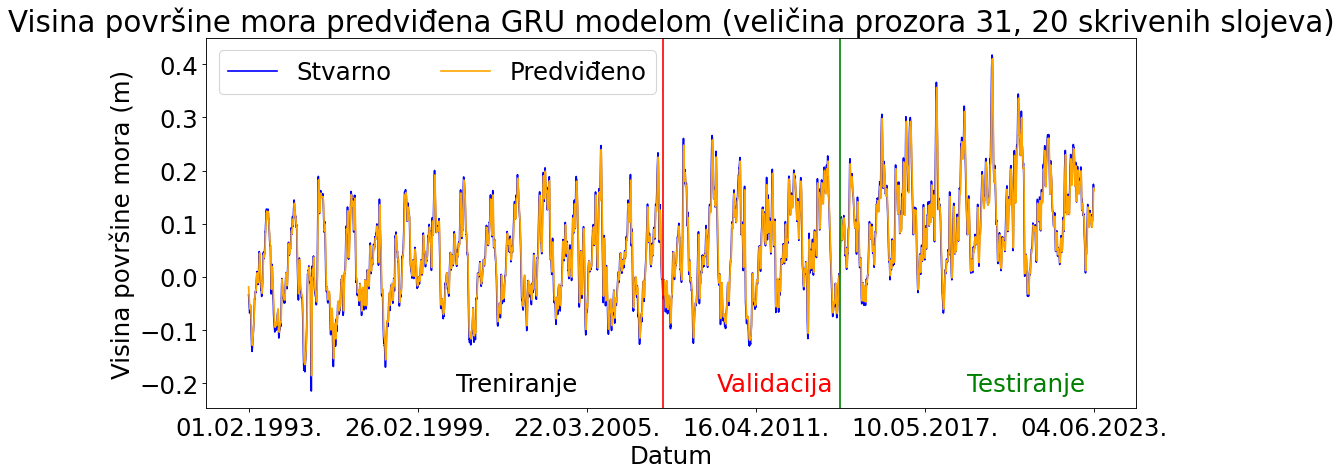 Visina površine mora predviđena GRU modelom (veličina prozora 31, 20 skrivenih slojeva)
Stvarno
Predviđeno
Visina površine mora (m)
0.4
0.3
0.2
0.1
0.0
−0.1
−0.2
Treniranje
Validacija
Testiranje
01.02.1993.
26.02.1999.
22.03.2005.
16.04.2011.
10.05.2017.
04.06.2023.
Datum